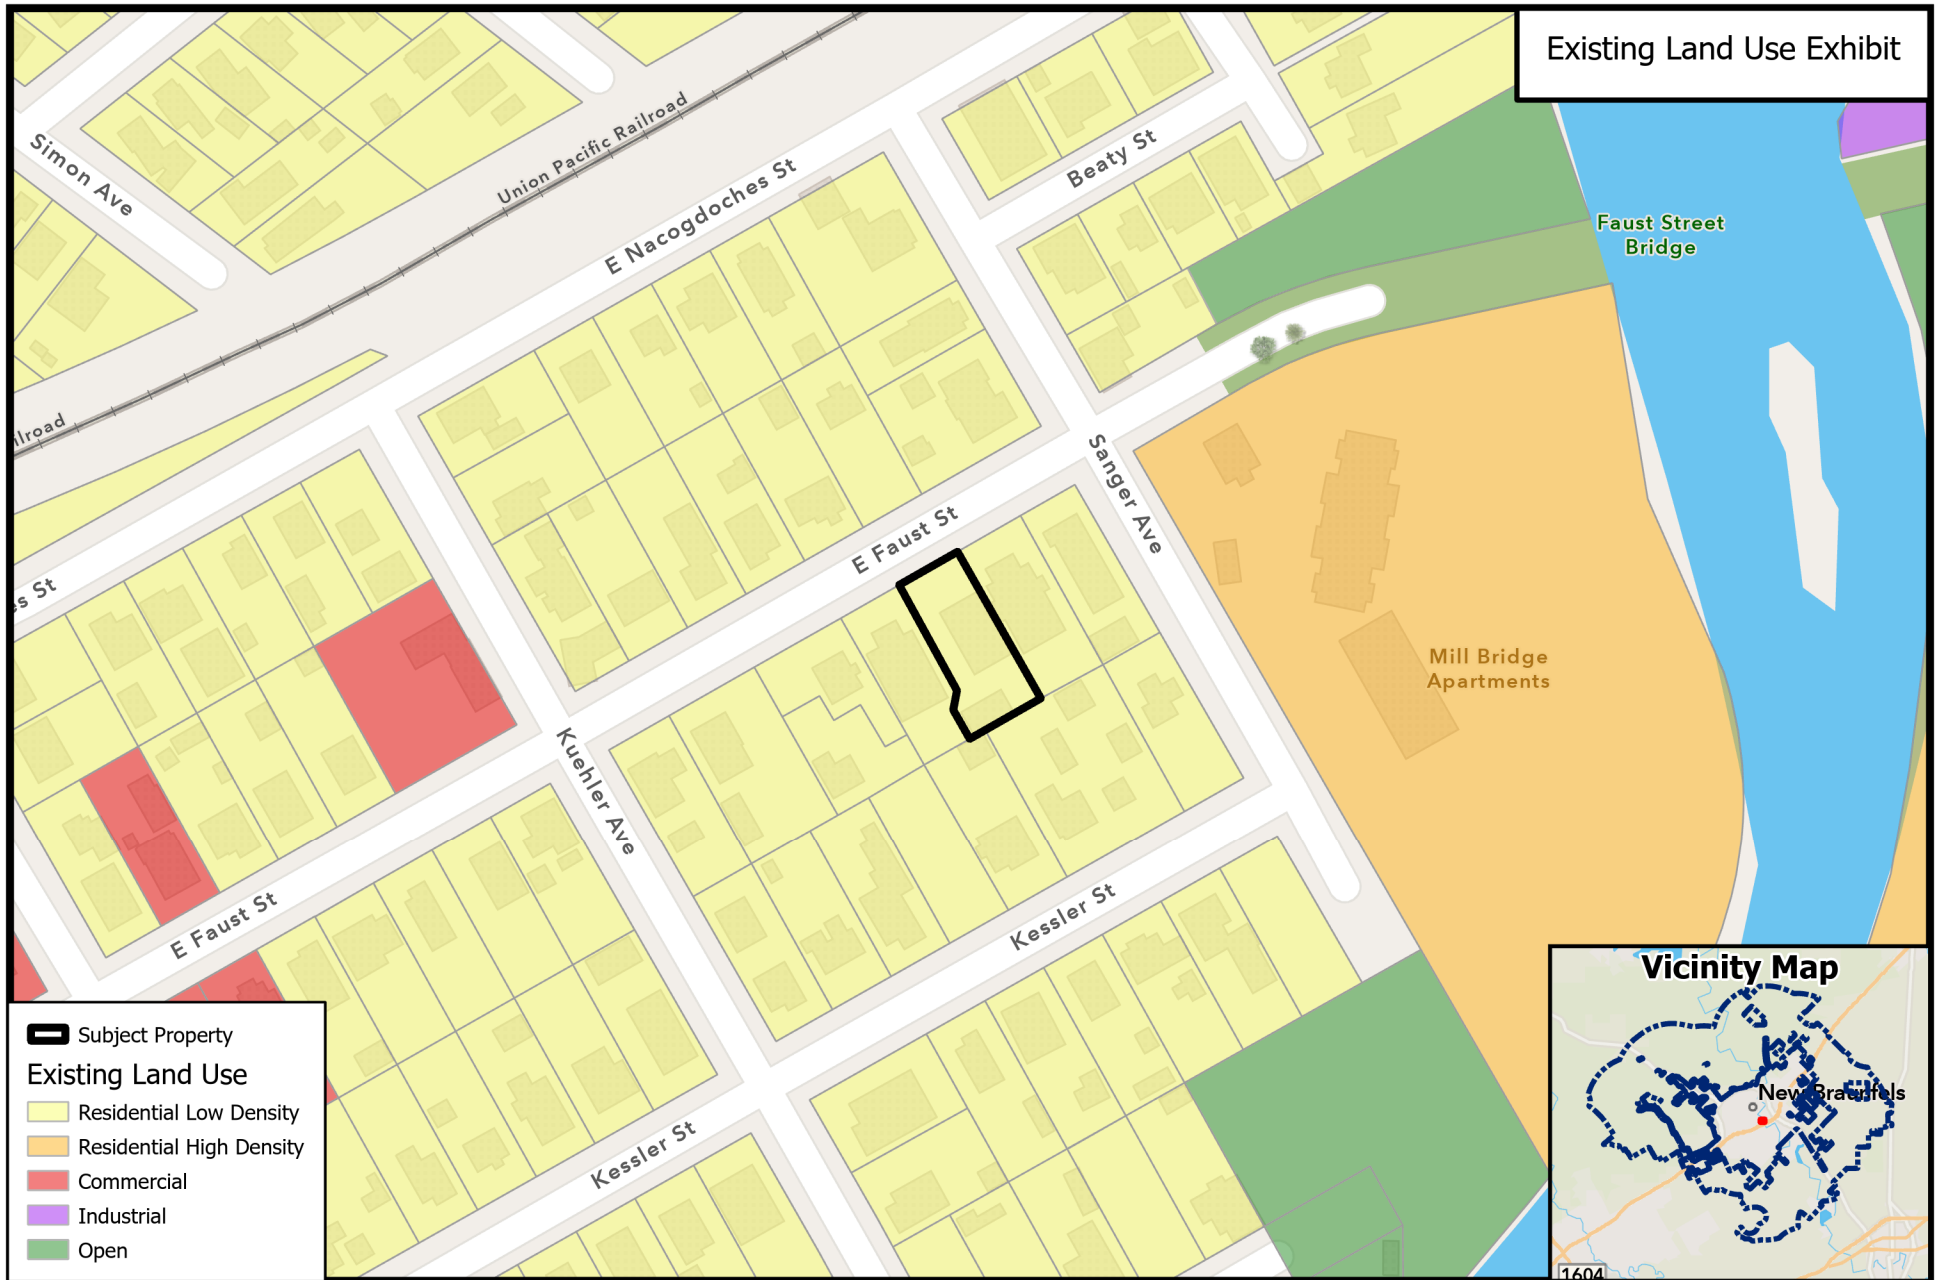 Existing Land Use Exhibit
Simon Ave
Union Pacific Railroad
E Nacogdoches St
Beaty St
Faust Street
Bridge
ilroad
Sanger Ave
E Faust St
es St
Mill Bridge
Apartments
Kuehler Ave
E Faust St
Kessler St
Kessler St
Subject Property
Existing Land Use
Residential Low Density
Residential High Density
Commercial
Industrial
Open
Vicinity Map
New Braunfels
1604